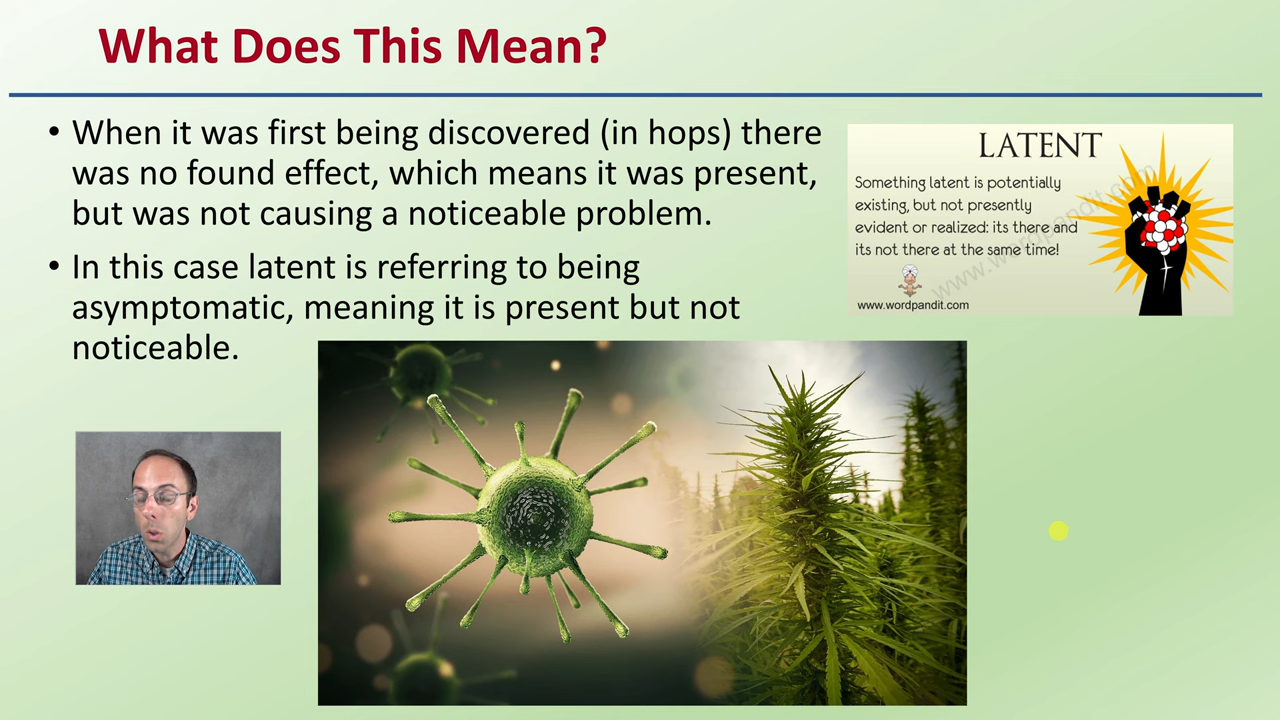 What Does This Mean?
• When it was first being discovered (in hops) there
was no found effect, which means it was present,
but was not causing a noticeable problem.
• In this case latent is referring to being
asymptomatic, meaning it is present but not
noticeable.
LATENT
Something latent is potentially
existing, but not presently
evident or realized: its there and
its not there at the same time!
www.wordpandit.com
www.wordpandit.com